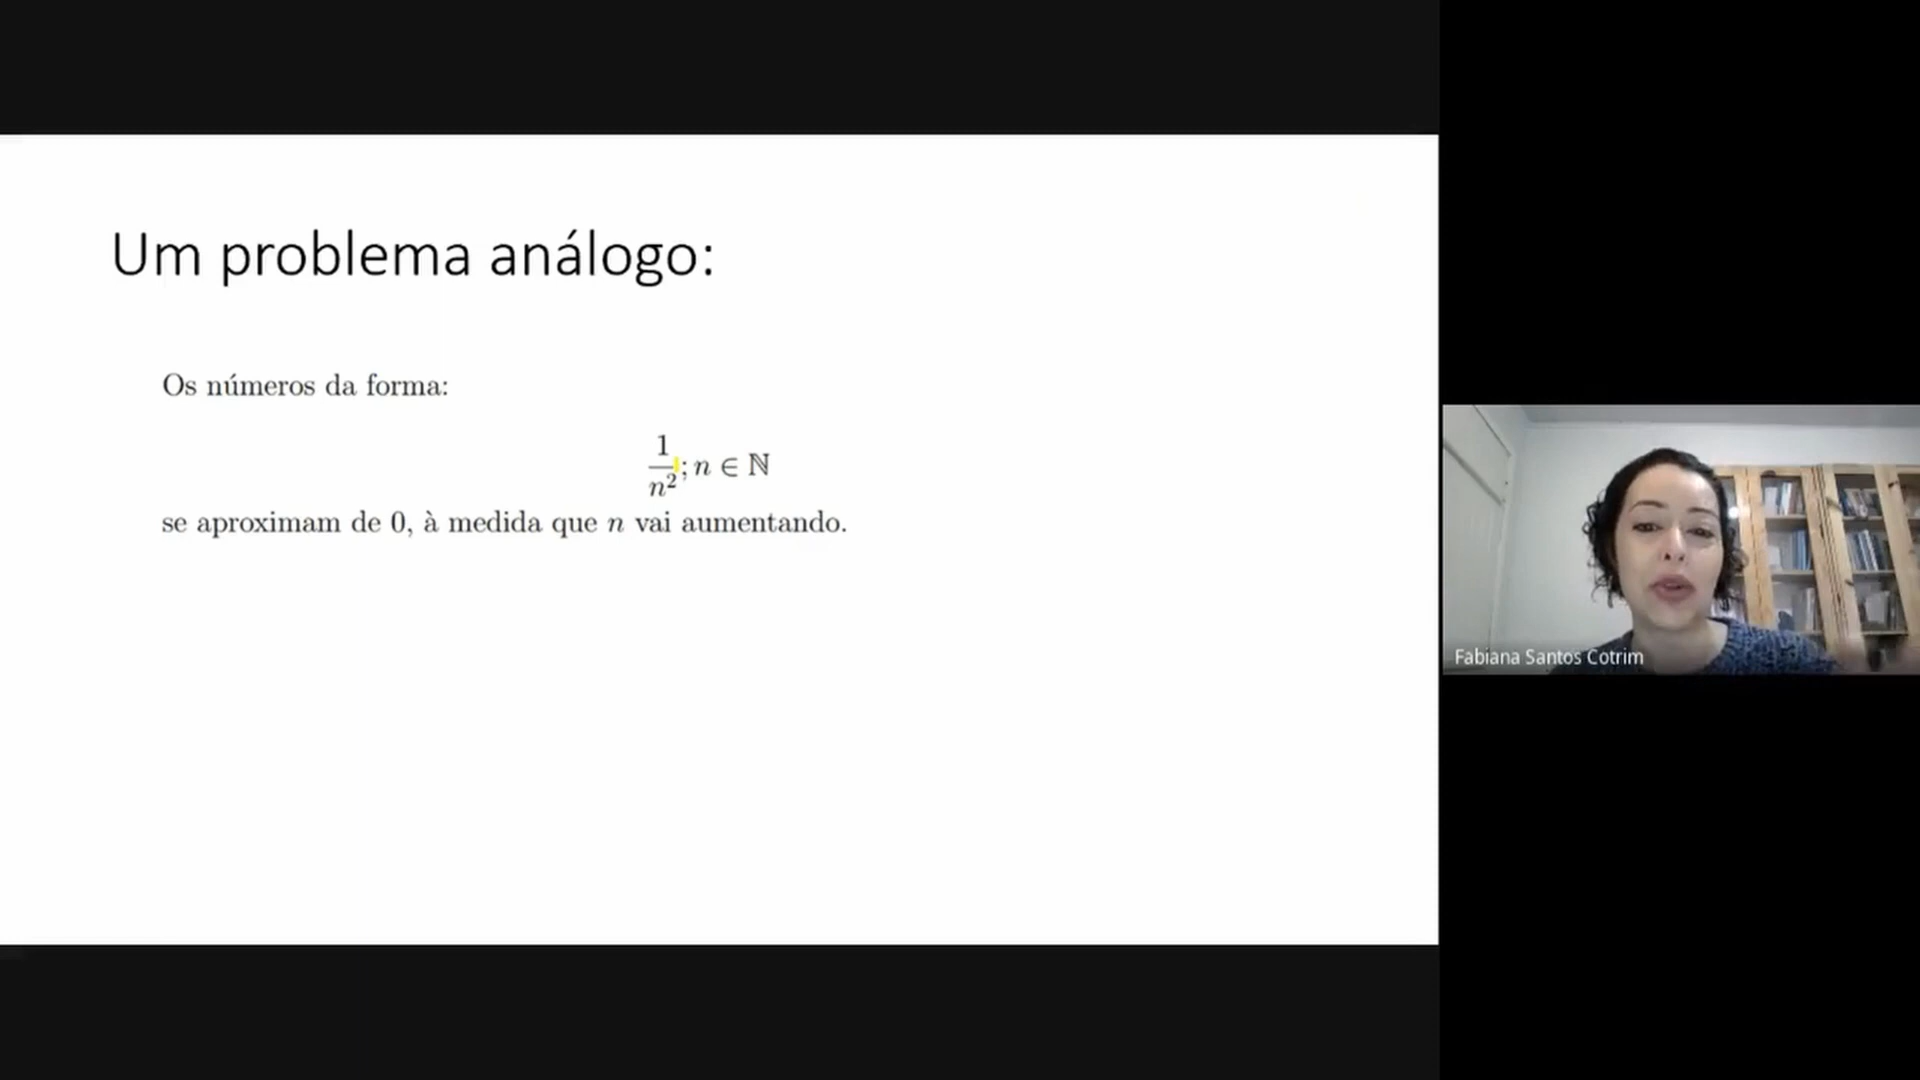 Um problema análogo:
Os números da forma:
1/n²; n ∈ ℕ
se aproximam de 0, à medida que n vai aumentando.
Fabiana Santos Cotrim